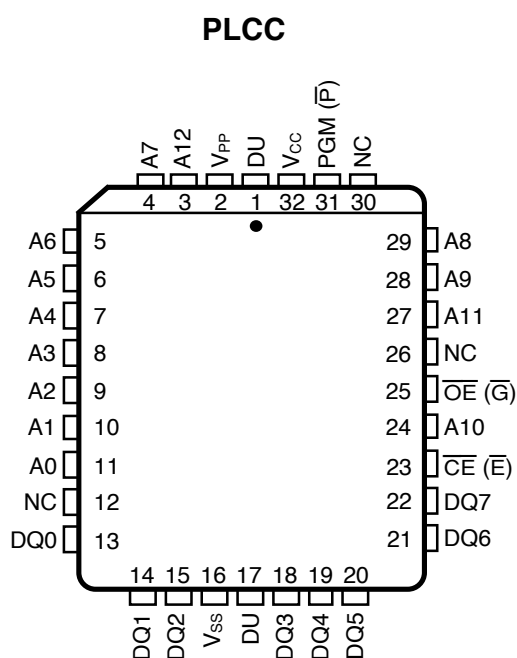 PLCC
A7 A12 VPP DU VCC PGM (P̅) NC
4 3 2 1 32 31 30
A6 5 29 A8
A5 6 28 A9
A4 7 27 A11
A3 8 26 NC
A2 9 25 O̅E̅ (G̅)
A1 10 24 A10
A0 11 23 C̅E̅ (E̅)
NC 12 22 DQ7
DQ0 13 21 DQ6
14 15 16 17 18 19 20
DQ1 DQ2 VSS DU DQ3 DQ4 DQ5